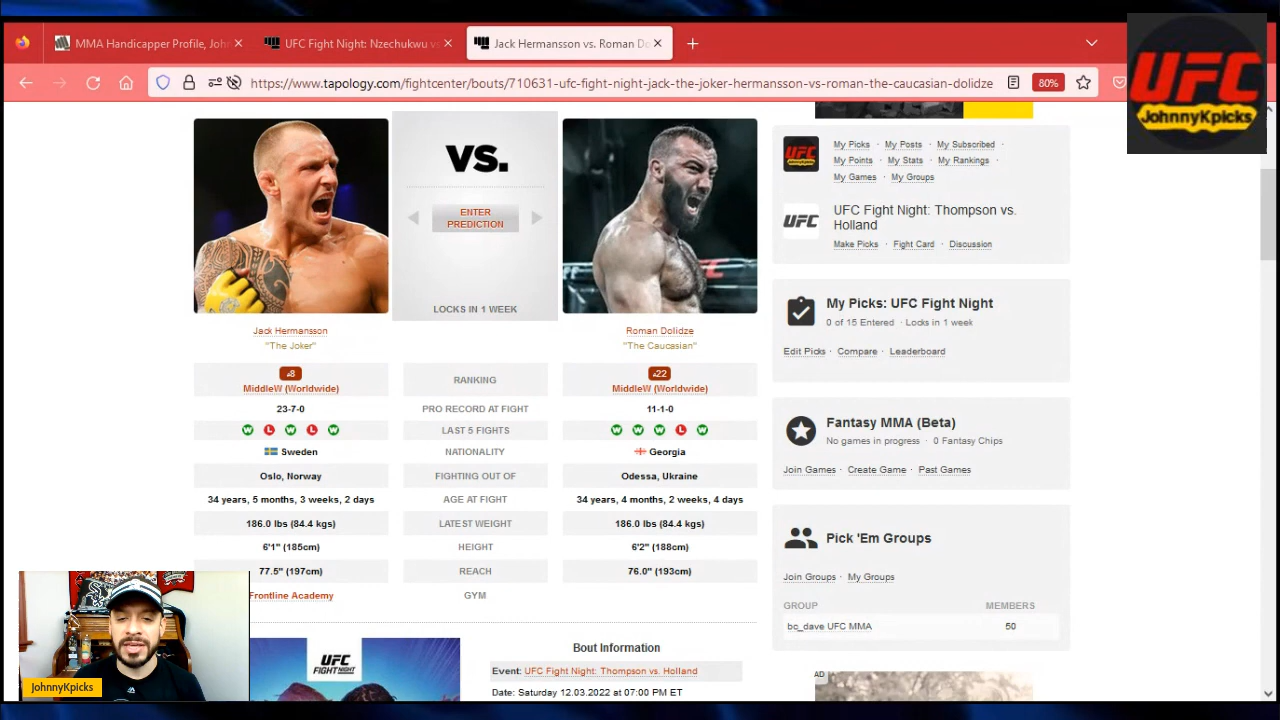 MMA Handicapper Profile, John
UFC Fight Night: Nzechukwu vs
Jack Hermansson vs. Roman Do
https://www.tapology.com/fightcenter/bouts/710631-ufc-fight-night-jack-the-joker-hermansson-vs-roman-the-caucasian-dolidze
80%
UFC
JohnnyKpicks
VS.
ENTER
PREDICTION
LOCKS IN 1 WEEK
Jack Hermansson
"The Joker"
Roman Dolidze
"The Caucasian"
8
RANKING
22
MiddleW (Worldwide)
MiddleW (Worldwide)
23-7-0 PRO RECORD AT FIGHT 11-1-0
W L W L W LAST 5 FIGHTS W W W L W
Sweden NATIONALITY Georgia
Oslo, Norway FIGHTING OUT OF Odessa, Ukraine
34 years, 5 months, 3 weeks, 2 days AGE AT FIGHT 34 years, 4 months, 2 weeks, 4 days
186.0 lbs (84.4 kgs) LATEST WEIGHT 186.0 lbs (84.4 kgs)
6'1" (185cm) HEIGHT 6'2" (188cm)
77.5" (197cm) REACH 76.0" (193cm)
Frontline Academy GYM
UFC
FIGHT NIGHT
Bout Information
Event: UFC Fight Night: Thompson vs. Holland
Date: Saturday 12.03.2022 at 07:00 PM ET
My Picks · My Posts · My Subscribed ·
My Points · My Stats · My Rankings ·
My Games · My Groups
UFC
UFC Fight Night: Thompson vs.
Holland
Make Picks · Fight Card · Discussion
My Picks: UFC Fight Night
0 of 15 Entered · Locks in 1 week
Edit Picks · Compare · Leaderboard
Fantasy MMA (Beta)
No games in progress · 0 Fantasy Chips
Join Games · Create Game · Past Games
Pick 'Em Groups
Join Groups · My Groups
GROUP MEMBERS
bc_dave UFC MMA 50
AD
JohnnyKpicks